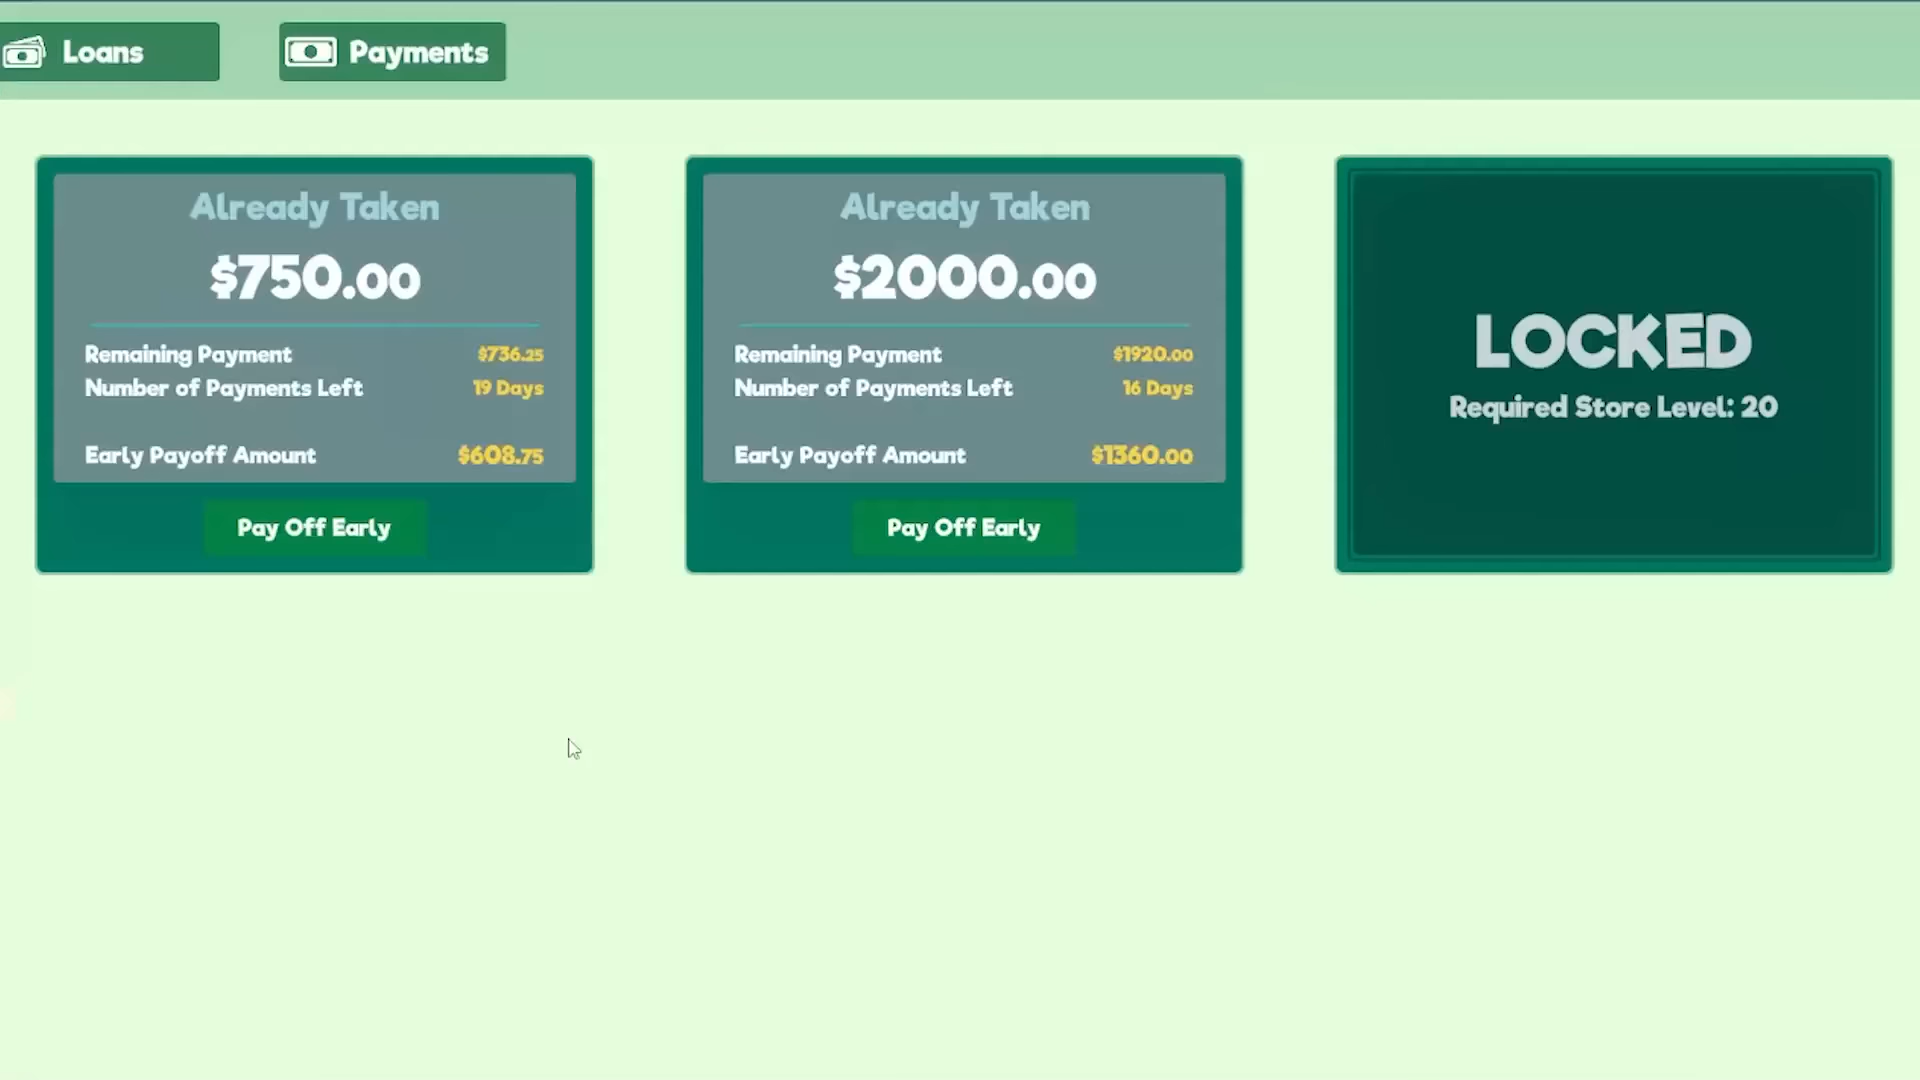 Loans
Payments
Already Taken
$750.00
Remaining Payment $736.25
Number of Payments Left 19 Days
Early Payoff Amount $608.75
Pay Off Early
Already Taken
$2000.00
Remaining Payment $1920.00
Number of Payments Left 16 Days
Early Payoff Amount $1360.00
Pay Off Early
LOCKED
Required Store Level: 20